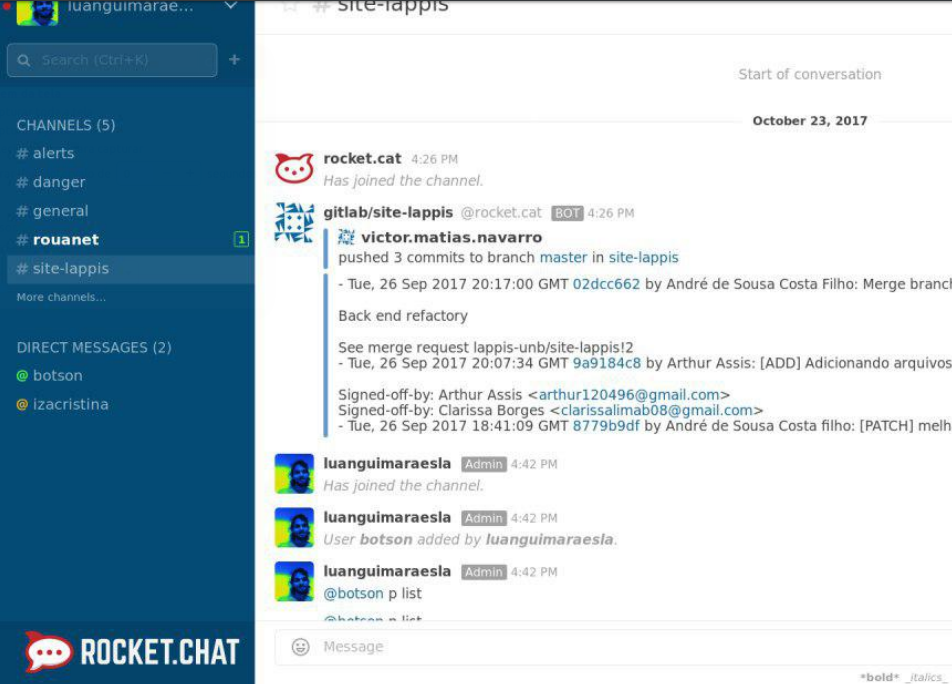 luanguimarae...
Search (Ctrl+K)
+
CHANNELS (5)
# alerts
# danger
# general
# rouanet 1
# site-lappis
More channels...
DIRECT MESSAGES (2)
@ botson
@ izacristina
ROCKET.CHAT
# site-lappis
Start of conversation
October 23, 2017
rocket.cat 4:26 PM
Has joined the channel.
gitlab/site-lappis @rocket.cat BOT 4:26 PM
victor.matias.navarro
pushed 3 commits to branch master in site-lappis
- Tue, 26 Sep 2017 20:17:00 GMT 02dcc662 by André de Sousa Costa Filho: Merge branch
Back end refactory
See merge request lappis-unb/site-lappis!2
- Tue, 26 Sep 2017 20:07:34 GMT 9a9184c8 by Arthur Assis: [ADD] Adicionando arquivos
Signed-off-by: Arthur Assis <arthur120496@gmail.com>
Signed-off-by: Clarissa Borges <clarissalimab08@gmail.com>
- Tue, 26 Sep 2017 18:41:09 GMT 8779b9df by André de Sousa Costa filho: [PATCH] melh
luanguimaraesla Admin 4:42 PM
Has joined the channel.
luanguimaraesla Admin 4:42 PM
User botson added by luanguimaraesla.
luanguimaraesla Admin 4:42 PM
@botson p list
@botson p list
Message
*bold* _italics_